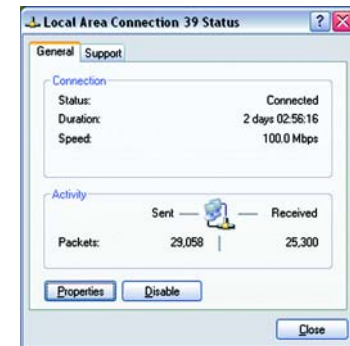 Local Area Connection 39 Status
General Support
Connection
Status: Connected
Duration: 2 days 02:56:16
Speed: 100.0 Mbps
Activity
Sent Received
Packets: 29,058 25,300
Properties Disable
Close